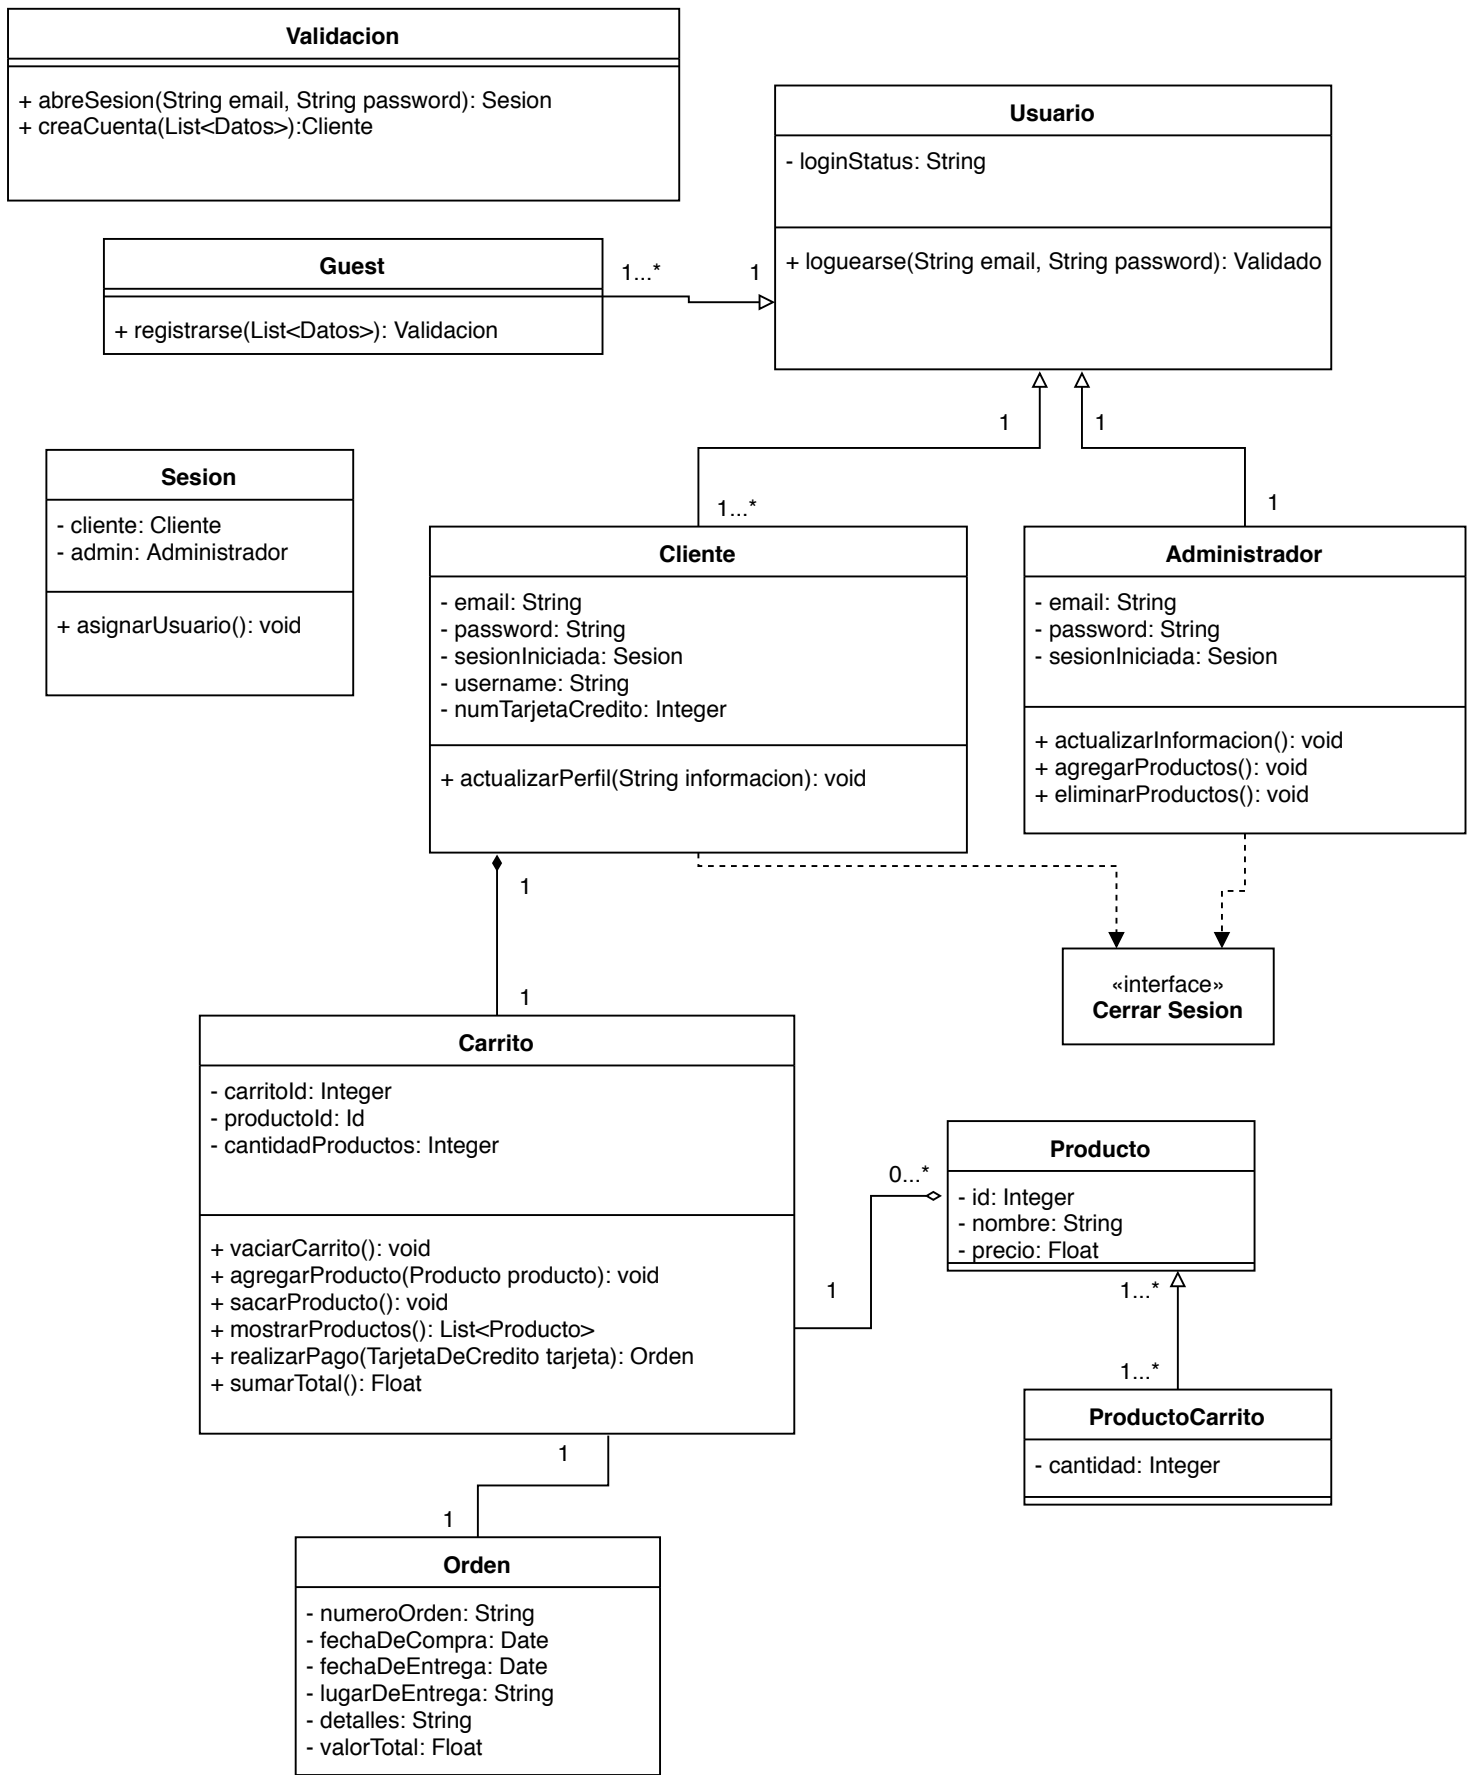 Validacion
+ abreSesion(String email, String password): Sesion
+ creaCuenta(List<Datos>):Cliente
Usuario
- loginStatus: String
+ loguearse(String email, String password): Validado
Guest
+ registrarse(List<Datos>): Validacion
1...*
1
1
1
1...*
1
Sesion
- cliente: Cliente
- admin: Administrador
+ asignarUsuario(): void
Cliente
- email: String
- password: String
- sesionIniciada: Sesion
- username: String
- numTarjetaCredito: Integer
+ actualizarPerfil(String informacion): void
Administrador
- email: String
- password: String
- sesionIniciada: Sesion
+ actualizarInformacion(): void
+ agregarProductos(): void
+ eliminarProductos(): void
1
1
«interface»
Cerrar Sesion
Carrito
- carritoId: Integer
- productoId: Id
- cantidadProductos: Integer
+ vaciarCarrito(): void
+ agregarProducto(Producto producto): void
+ sacarProducto(): void
+ mostrarProductos(): List<Producto>
+ realizarPago(TarjetaDeCredito tarjeta): Orden
+ sumarTotal(): Float
0...*
1
Producto
- id: Integer
- nombre: String
- precio: Float
1...*
1...*
ProductoCarrito
- cantidad: Integer
1
1
Orden
- numeroOrden: String
- fechaDeCompra: Date
- fechaDeEntrega: Date
- lugarDeEntrega: String
- detalles: String
- valorTotal: Float